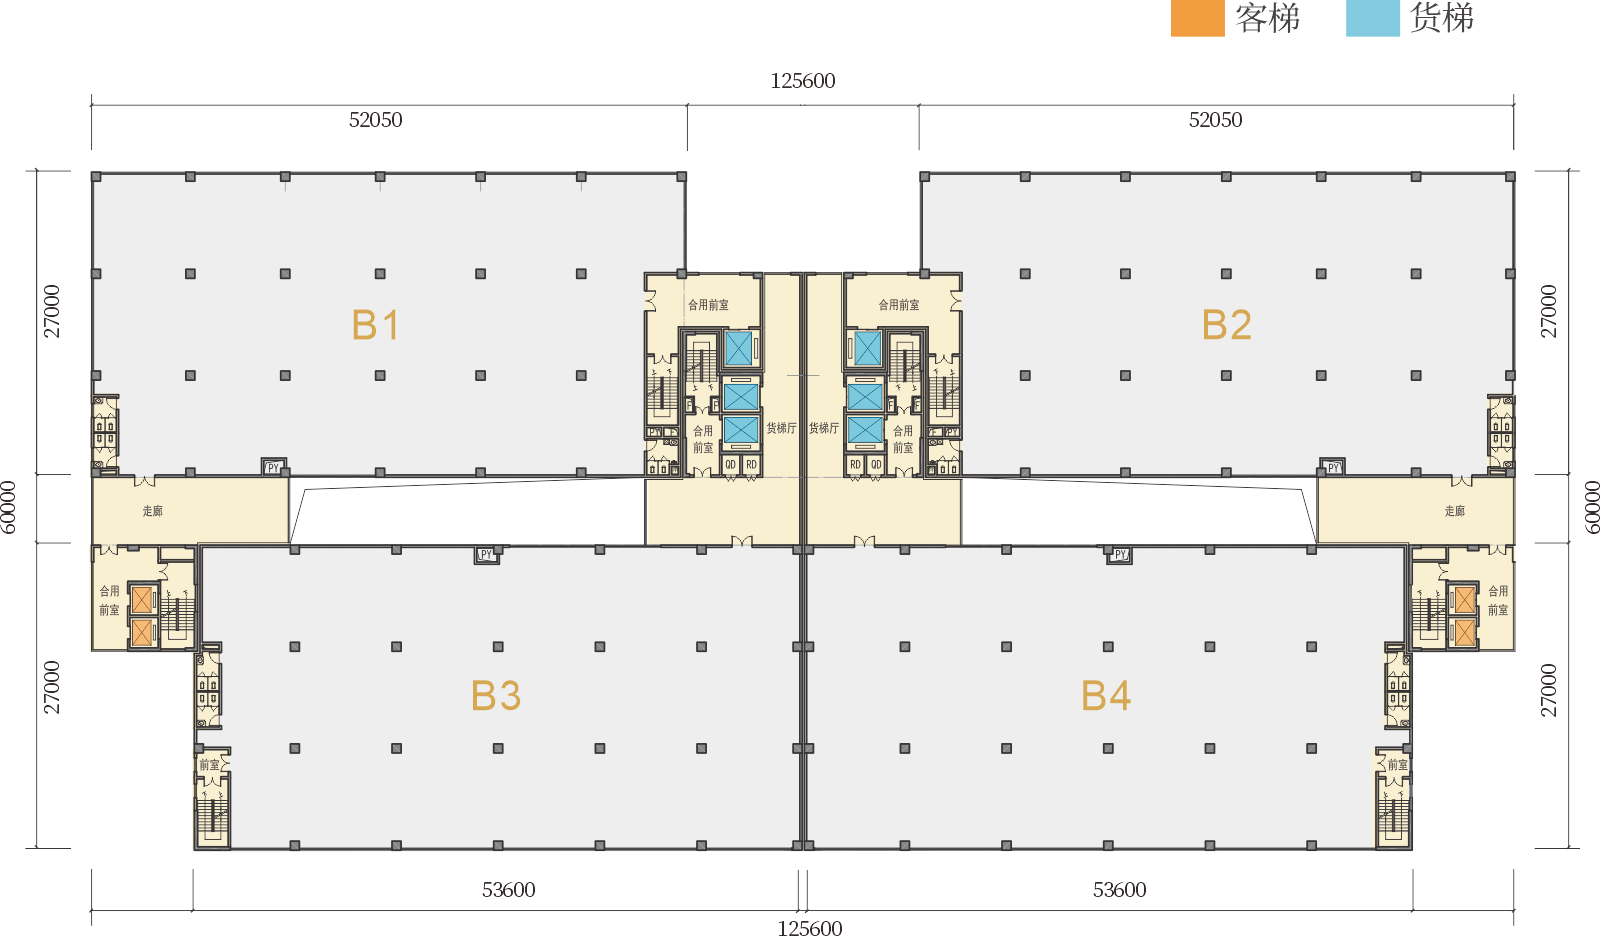 客梯 货梯
125600
52050 52050
27000 27000
B1 B2
合用前室 合用前室
货梯厅 货梯厅
F F F F
PY PY
合用
前室
合用
前室
QD RD RD QD
PY PY
60000 60000
走廊 走廊
PY PY
合用
前室
合用
前室
27000 27000
B3 B4
前室 前室
53600 53600
125600